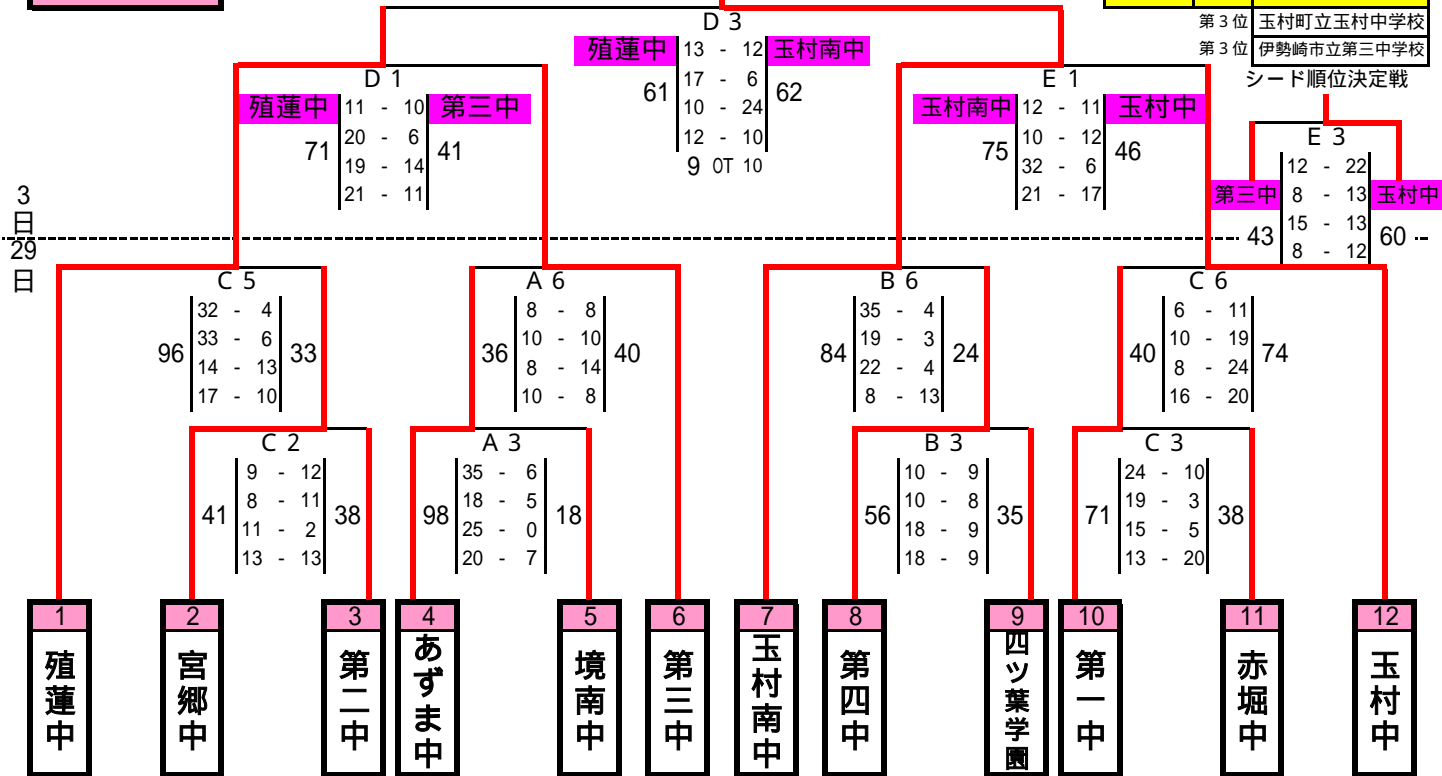 第3位 玉村町立玉村中学校
第3位 伊勢崎市立第三中学校
シード順位決定戦
D 3
殖蓮中 玉村南中
61 62
13 - 12
17 - 6
10 - 24
12 - 10
9 OT 10
D 1
殖蓮中 第三中
71 41
11 - 10
20 - 6
19 - 14
21 - 11
E 1
玉村南中 玉村中
75 46
12 - 11
10 - 12
32 - 6
21 - 17
E 3
第三中 玉村中
43 60
12 - 22
8 - 13
15 - 13
8 - 12
3
日
29
日
C 5
96 33
32 - 4
33 - 6
14 - 13
17 - 10
A 6
36 40
8 - 8
10 - 10
8 - 14
10 - 8
B 6
84 24
35 - 4
19 - 3
22 - 4
8 - 13
C 6
40 74
6 - 11
10 - 19
8 - 24
16 - 20
C 2
41 38
9 - 12
8 - 11
11 - 2
13 - 13
A 3
98 18
35 - 6
18 - 5
25 - 0
20 - 7
B 3
56 35
10 - 9
10 - 8
18 - 9
18 - 9
C 3
71 38
24 - 10
19 - 3
15 - 5
13 - 20
1
殖蓮中
2
宮郷中
3
第二中
4
あずま中
5
境南中
6
第三中
7
玉村南中
8
第四中
9
四ツ葉学園
10
第一中
11
赤堀中
12
玉村中